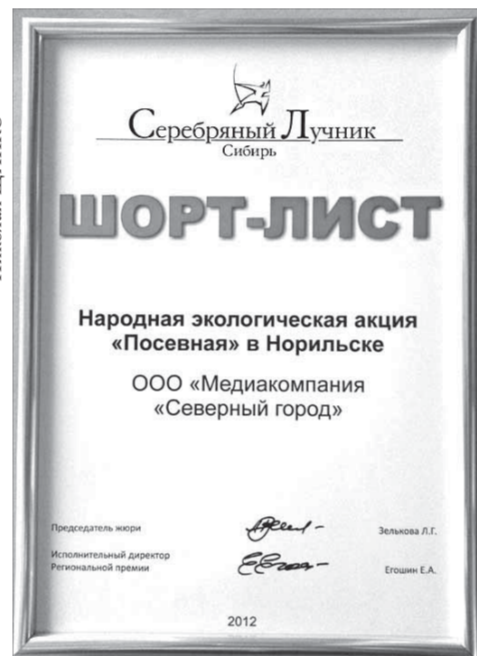 Серебряный Лучник
Сибирь
ШОРТ-ЛИСТ
Народная экологическая акция
«Посевная» в Норильске
ООО «Медиакомпания
«Северный город»
Председатель жюри
Зелькова Л.Г.
Исполнительный директор
Региональной премии
Егошин Е.А.
2012